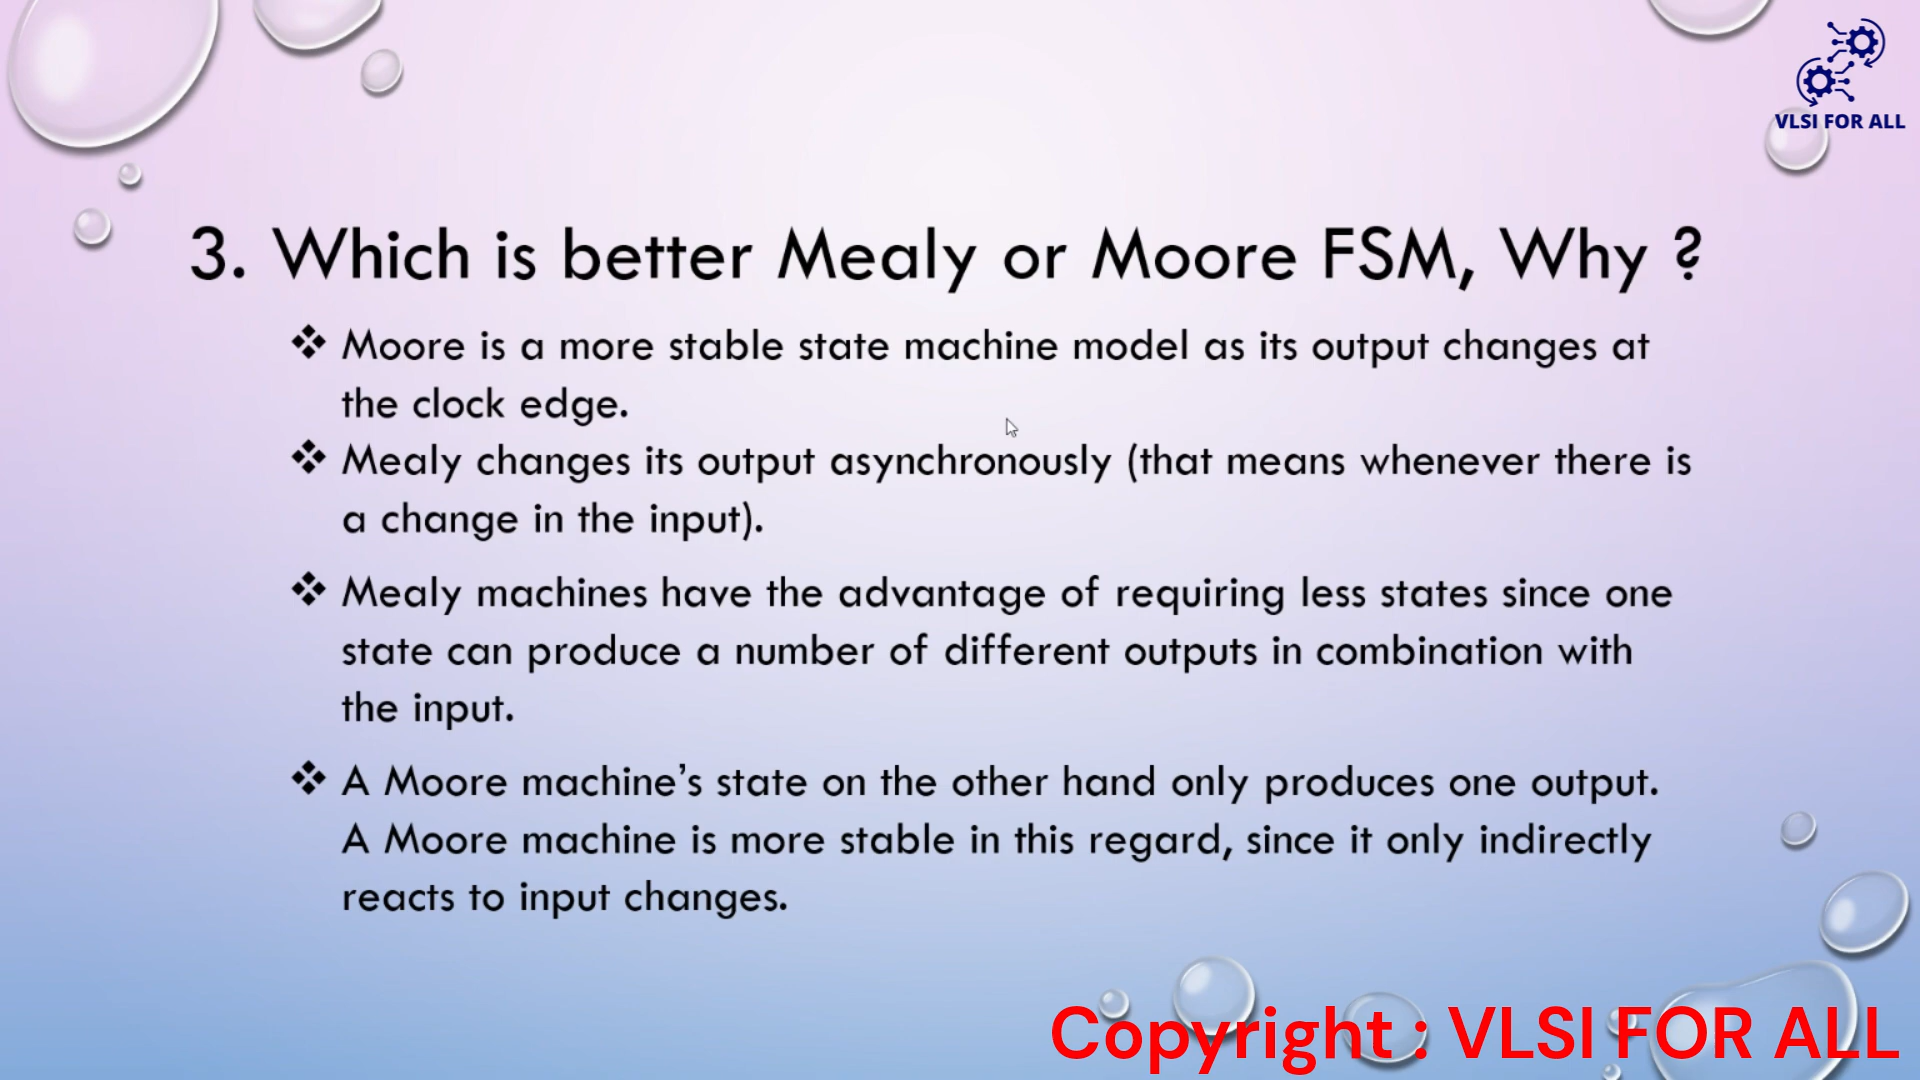 VLSI FOR ALL
3. Which is better Mealy or Moore FSM, Why ?
❖ Moore is a more stable state machine model as its output changes at
the clock edge.
❖ Mealy changes its output asynchronously (that means whenever there is
a change in the input).
❖ Mealy machines have the advantage of requiring less states since one
state can produce a number of different outputs in combination with
the input.
❖ A Moore machine’s state on the other hand only produces one output.
A Moore machine is more stable in this regard, since it only indirectly
reacts to input changes.
Copyright : VLSI FOR ALL